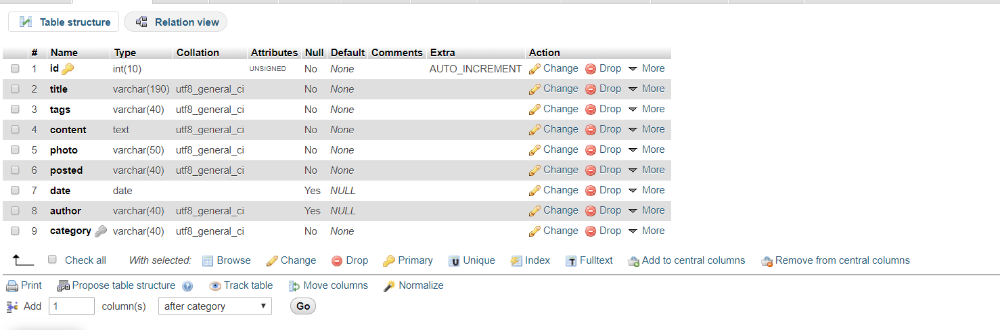 Table structure Relation view
# Name Type Collation Attributes Null Default Comments Extra Action
1 id int(10) UNSIGNED No None AUTO_INCREMENT Change Drop More
2 title varchar(190) utf8_general_ci No None Change Drop More
3 tags varchar(40) utf8_general_ci No None Change Drop More
4 content text utf8_general_ci No None Change Drop More
5 photo varchar(50) utf8_general_ci No None Change Drop More
6 posted varchar(40) utf8_general_ci No None Change Drop More
7 date date Yes NULL Change Drop More
8 author varchar(40) utf8_general_ci Yes NULL Change Drop More
9 category varchar(40) utf8_general_ci No None Change Drop More
Check all With selected: Browse Change Drop Primary U Unique Index T Fulltext Add to central columns Remove from central columns
Print Propose table structure ? Track table Move columns Normalize
Add 1 column(s) after category Go